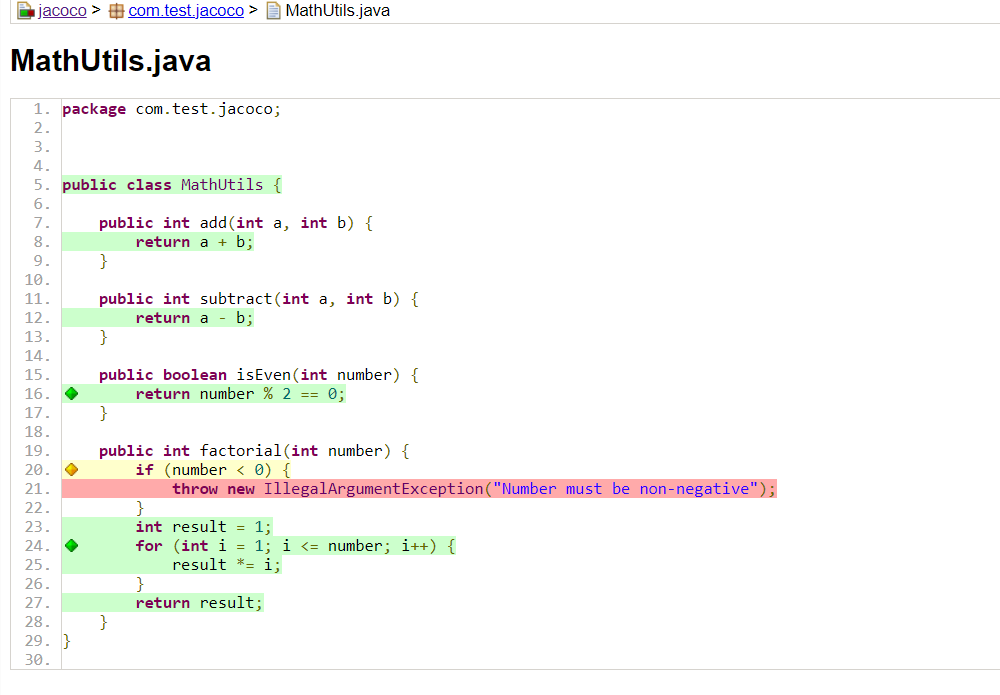 jacoco > com.test.jacoco > MathUtils.java
MathUtils.java
1. package com.test.jacoco;
2.
3.
4.
5. public class MathUtils {
6.
7.     public int add(int a, int b) {
8.         return a + b;
9.     }
10.
11.     public int subtract(int a, int b) {
12.         return a - b;
13.     }
14.
15.     public boolean isEven(int number) {
16.         return number % 2 == 0;
17.     }
18.
19.     public int factorial(int number) {
20.         if (number < 0) {
21.             throw new IllegalArgumentException("Number must be non-negative");
22.         }
23.         int result = 1;
24.         for (int i = 1; i <= number; i++) {
25.             result *= i;
26.         }
27.         return result;
28.     }
29. }
30.